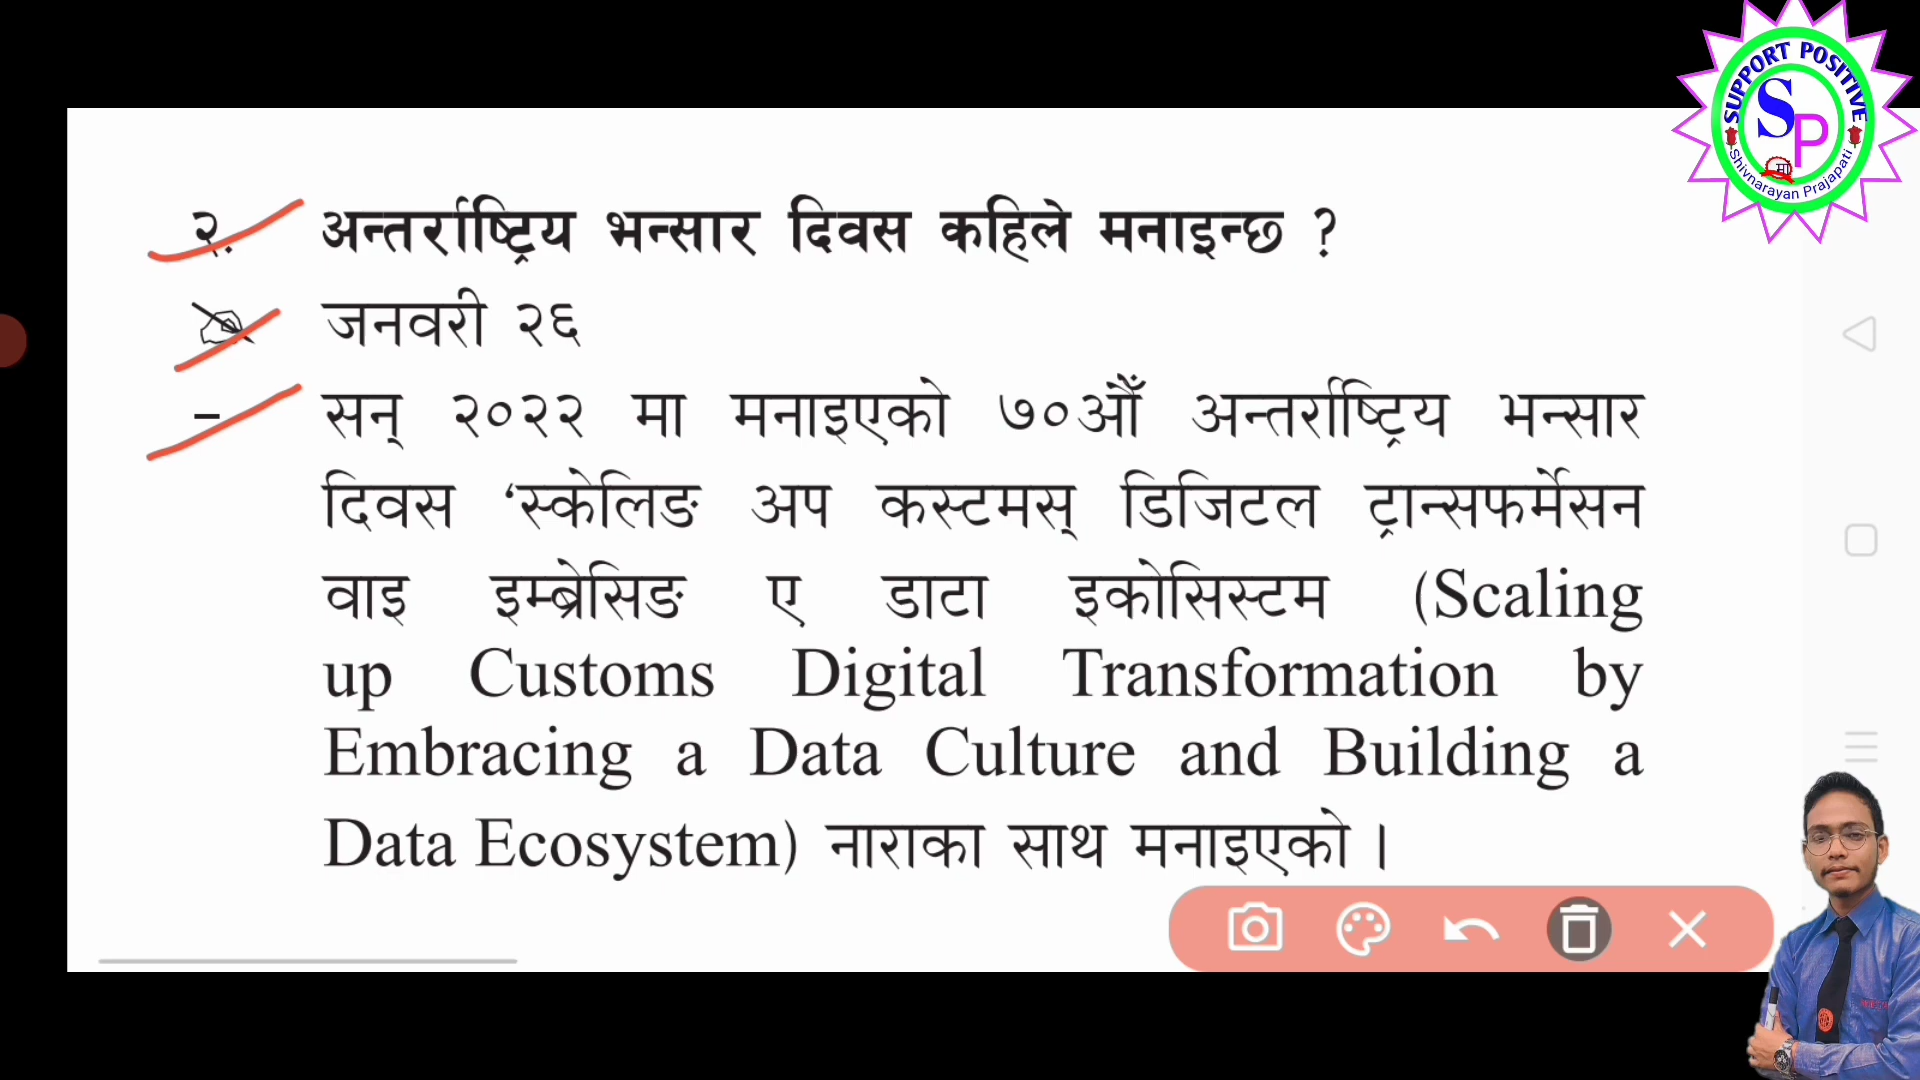 SUPPORT POSITIVE
SP
Shivnarayan Prajapati
२. अन्तर्राष्ट्रिय भन्सार दिवस कहिले मनाइन्छ ?
जनवरी २६
– सन् २०२२ मा मनाइएको ७०औँ अन्तर्राष्ट्रिय भन्सार
दिवस ‘स्केलिङ अप कस्टमस् डिजिटल ट्रान्सफर्मेसन
वाइ इम्ब्रेसिङ ए डाटा इकोसिस्टम (Scaling
up Customs Digital Transformation by
Embracing a Data Culture and Building a
Data Ecosystem) नाराका साथ मनाइएको ।